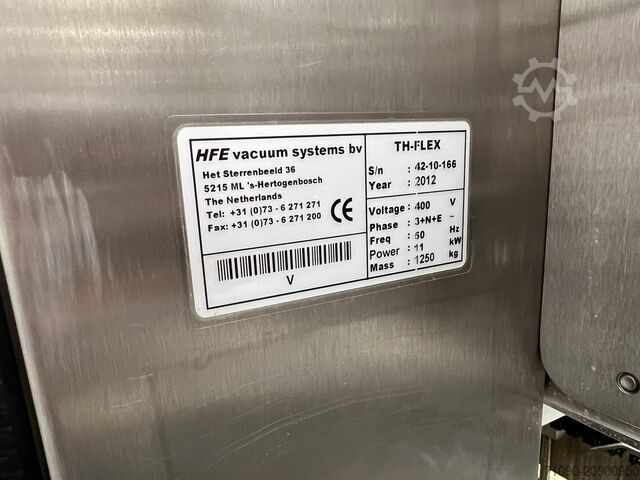 HFE vacuum systems bv
Het Sterrenbeeld 36
5215 ML 's-Hertogenbosch
The Netherlands
Tel: +31 (0)73 - 6 271 271
Fax: +31 (0)73 - 6 271 200
CE
V
TH-FLEX
S/n : 42-10-166
Year : 2012
Voltage : 400 V
Phase : 3+N+E ~
Freq : 50 Hz
Power : 11 kW
Mass : 1250 kg